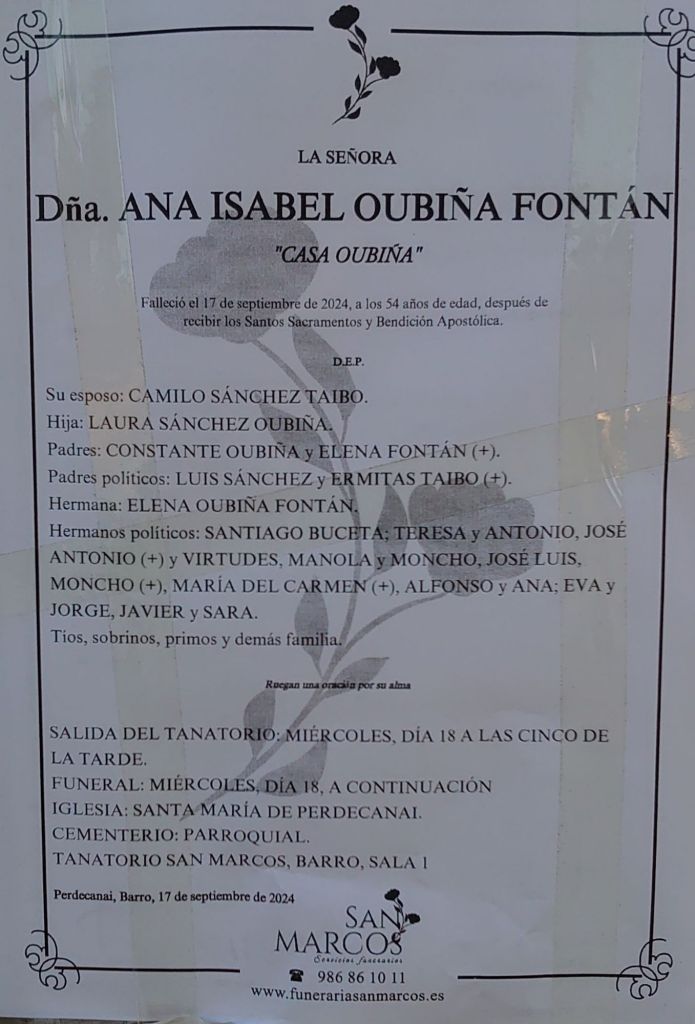 LA SEÑORA
Dña. ANA ISABEL OUBIÑA FONTÁN
"CASA OUBIÑA"
Falleció el 17 de septiembre de 2024, a los 54 años de edad, después de
recibir los Santos Sacramentos y Bendición Apostólica.
D.E.P.
Su esposo: CAMILO SÁNCHEZ TAIBO.
Hija: LAURA SÁNCHEZ OUBIÑA.
Padres: CONSTANTE OUBIÑA y ELENA FONTÁN (+).
Padres políticos: LUIS SÁNCHEZ y ERMITAS TAIBO (+).
Hermana: ELENA OUBIÑA FONTÁN.
Hermanos políticos: SANTIAGO BUCETA; TERESA y ANTONIO, JOSÉ
ANTONIO (+) y VIRTUDES, MANOLA y MONCHO, JOSÉ LUIS,
MONCHO (+), MARÍA DEL CARMEN (+), ALFONSO y ANA; EVA y
JORGE, JAVIER y SARA.
Tíos, sobrinos, primos y demás familia.
Ruegan una oración por su alma
SALIDA DEL TANATORIO: MIÉRCOLES, DÍA 18 A LAS CINCO DE
LA TARDE.
FUNERAL: MIÉRCOLES, DÍA 18, A CONTINUACIÓN
IGLESIA: SANTA MARÍA DE PERDECANAI.
CEMENTERIO: PARROQUIAL.
TANATORIO SAN MARCOS, BARRO, SALA 1
Perdecanai, Barro, 17 de septiembre de 2024
SAN
MARCOS
Servicios funerarios
☎ 986 86 10 11
www.funerariasanmarcos.es